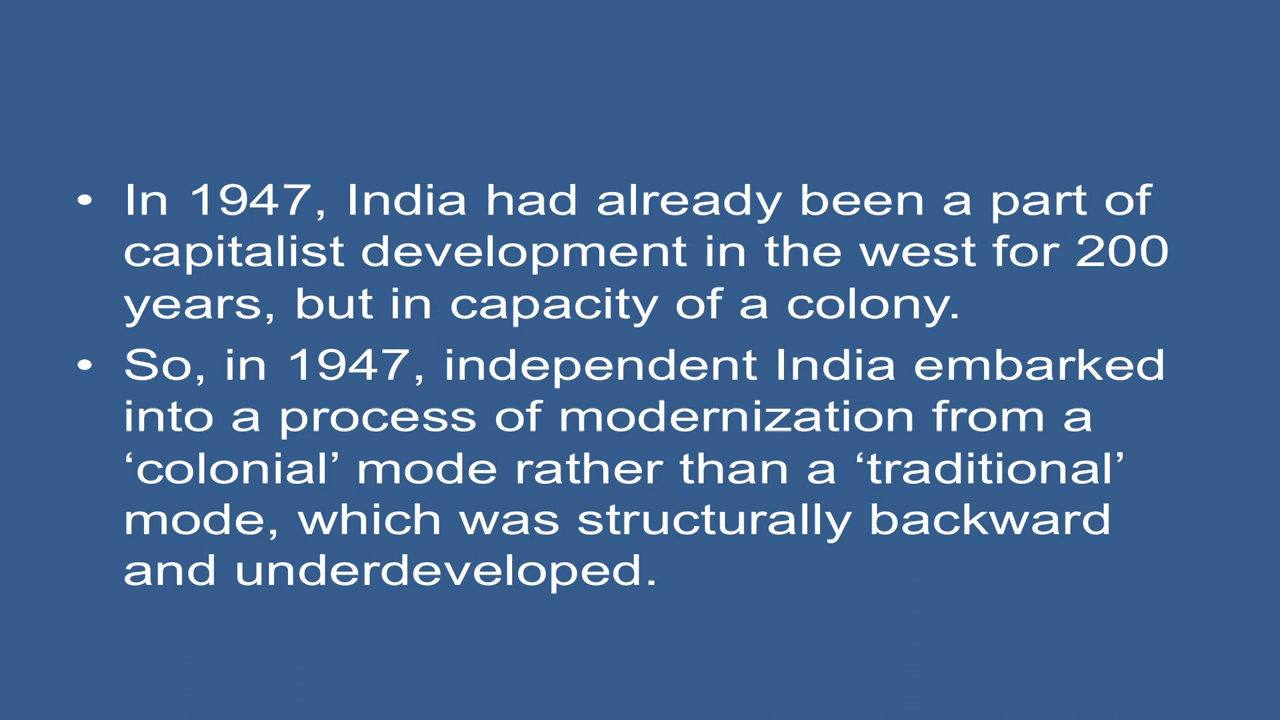 • In 1947, India had already been a part of
capitalist development in the west for 200
years, but in capacity of a colony.
• So, in 1947, independent India embarked
into a process of modernization from a
‘colonial’ mode rather than a ‘traditional’
mode, which was structurally backward
and underdeveloped.